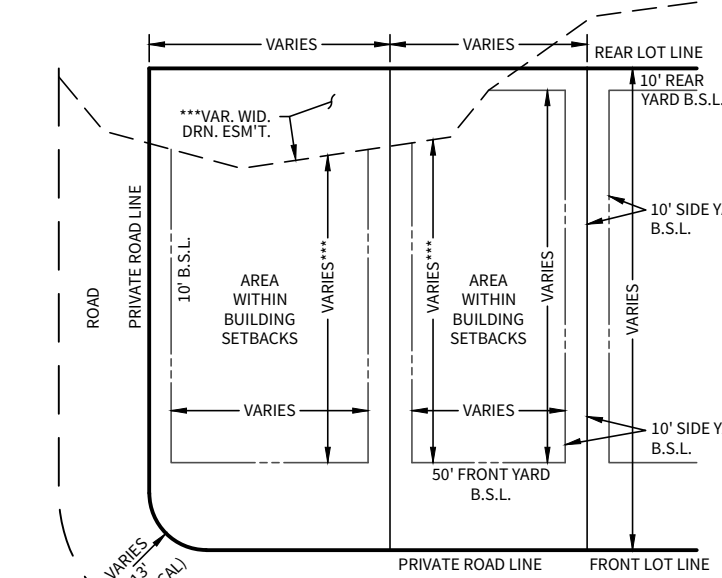 VARIES
VARIES
REAR LOT LINE
10' REAR
YARD B.S.L.
***VAR. WID.
DRN. ESM'T.
PRIVATE ROAD LINE
ROAD
10' B.S.L.
AREA
WITHIN
BUILDING
SETBACKS
VARIES***
VARIES***
AREA
WITHIN
BUILDING
SETBACKS
VARIES
10' SIDE Y
B.S.L.
VARIES
VARIES
VARIES
10' SIDE Y
B.S.L.
50' FRONT YARD
B.S.L.
VARIES
13'
CAL)
PRIVATE ROAD LINE
FRONT LOT LINE